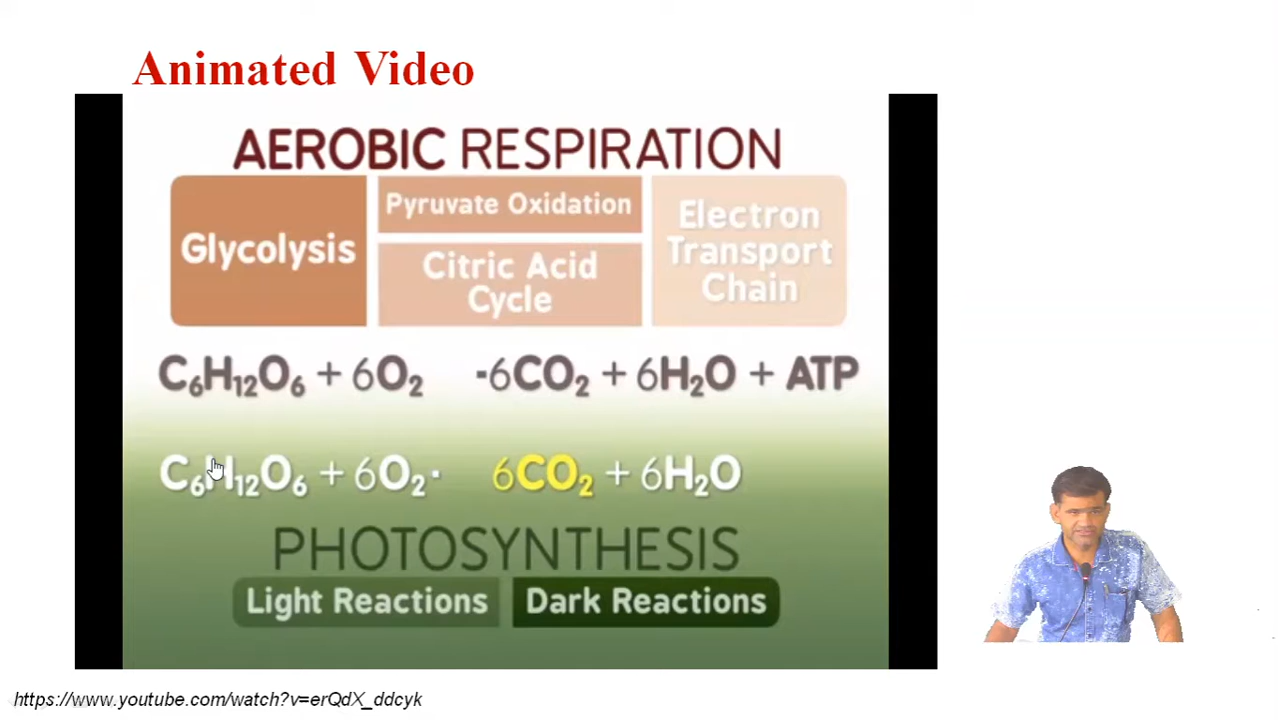 Animated Video
AEROBIC RESPIRATION
Glycolysis
Pyruvate Oxidation
Citric Acid
Cycle
Electron
Transport
Chain
C₆H₁₂O₆ + 6O₂ ·6CO₂ + 6H₂O + ATP
C₆H₁₂O₆ + 6O₂· 6CO₂ + 6H₂O
PHOTOSYNTHESIS
Light Reactions
Dark Reactions
https://www.youtube.com/watch?v=erQdX_ddcyk